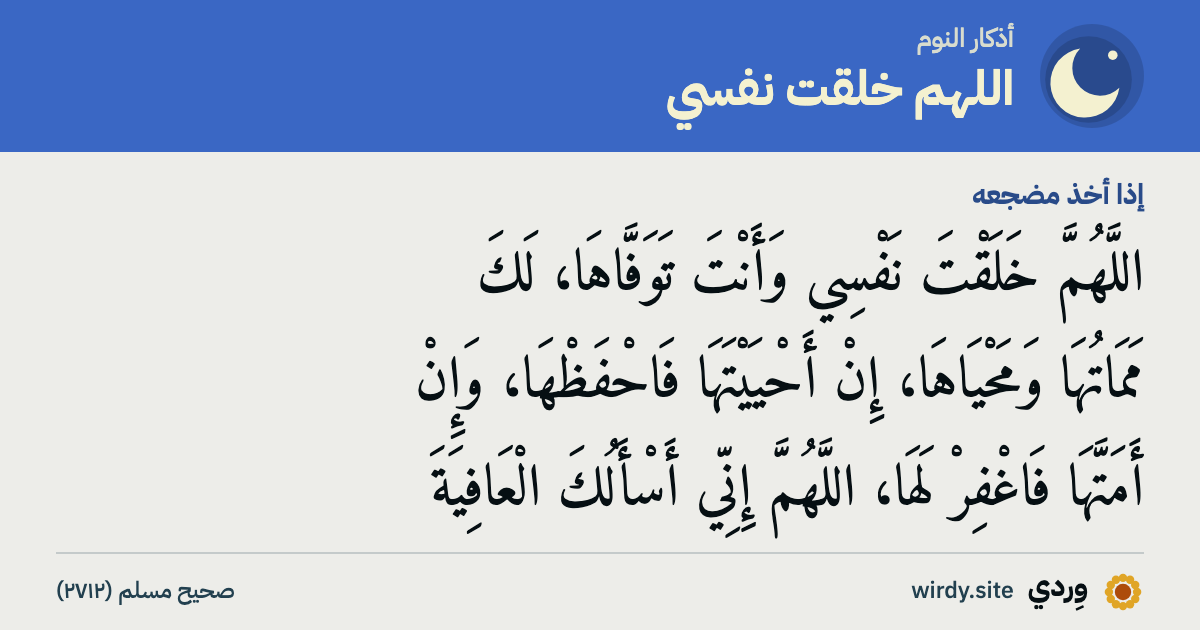 أذكار النوم
اللهم خلقت نفسي
إذا أخذ مضجعه
اللَّهُمَّ خَلَقْتَ نَفْسِي وَأَنْتَ تَوَفَّاهَا، لَكَ
مَمَاتُهَا وَمَحْيَاهَا، إِنْ أَحْيَيْتَهَا فَاحْفَظْهَا، وَإِنْ
أَمَتَّهَا فَاغْفِرْ لَهَا، اللَّهُمَّ إِنِّي أَسْأَلُكَ الْعَافِيَةَ
وِردي wirdy.site
صحيح مسلم (٢٧١٢)